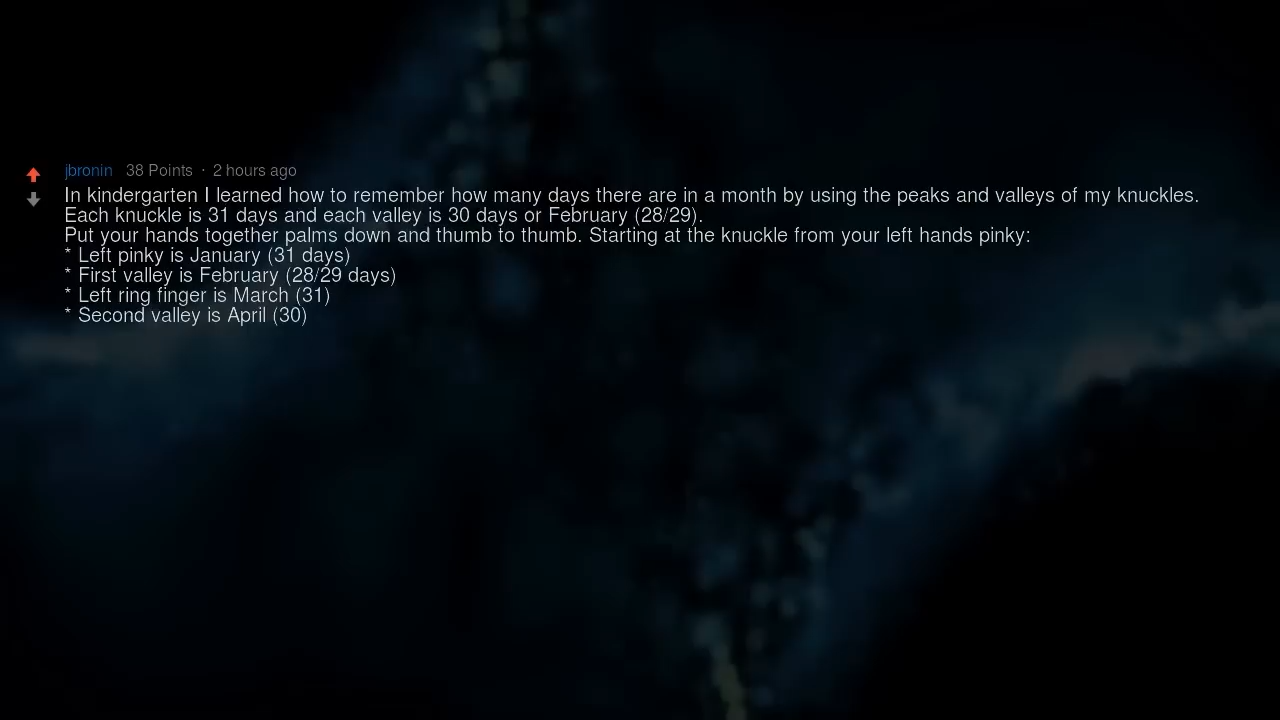 jbronin 38 Points · 2 hours ago
In kindergarten I learned how to remember how many days there are in a month by using the peaks and valleys of my knuckles.
Each knuckle is 31 days and each valley is 30 days or February (28/29).
Put your hands together palms down and thumb to thumb. Starting at the knuckle from your left hands pinky:
* Left pinky is January (31 days)
* First valley is February (28/29 days)
* Left ring finger is March (31)
* Second valley is April (30)